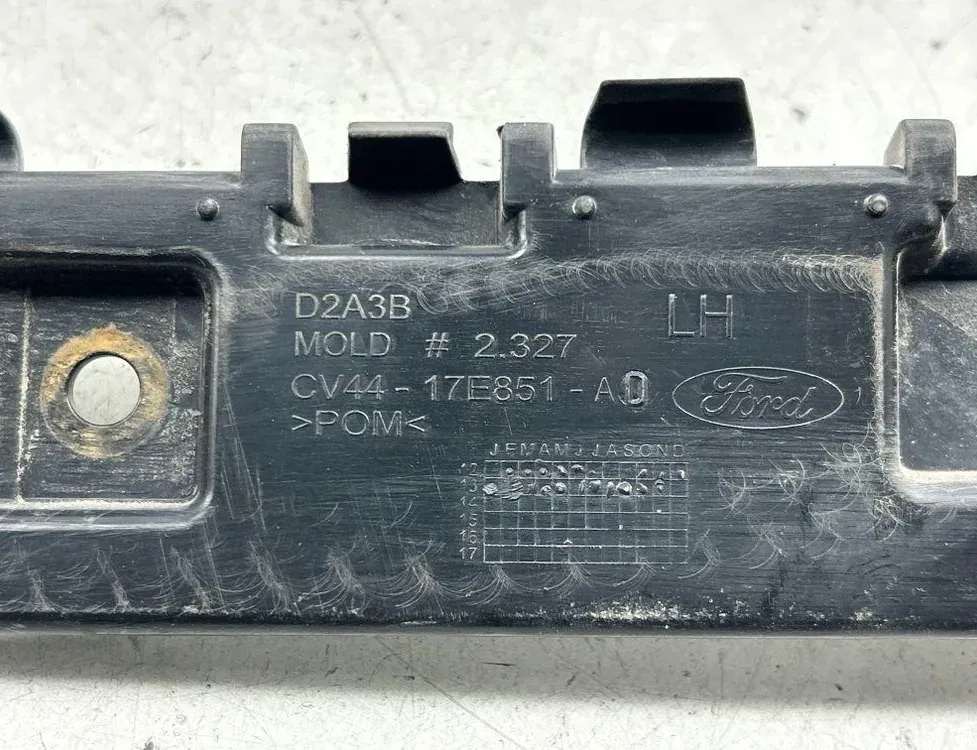 D2A3B
LH
MOLD # 2.327
CV44-17E851-AD
Ford
>POM<
JFMAMJJASOND
12
13
14
15
16
17